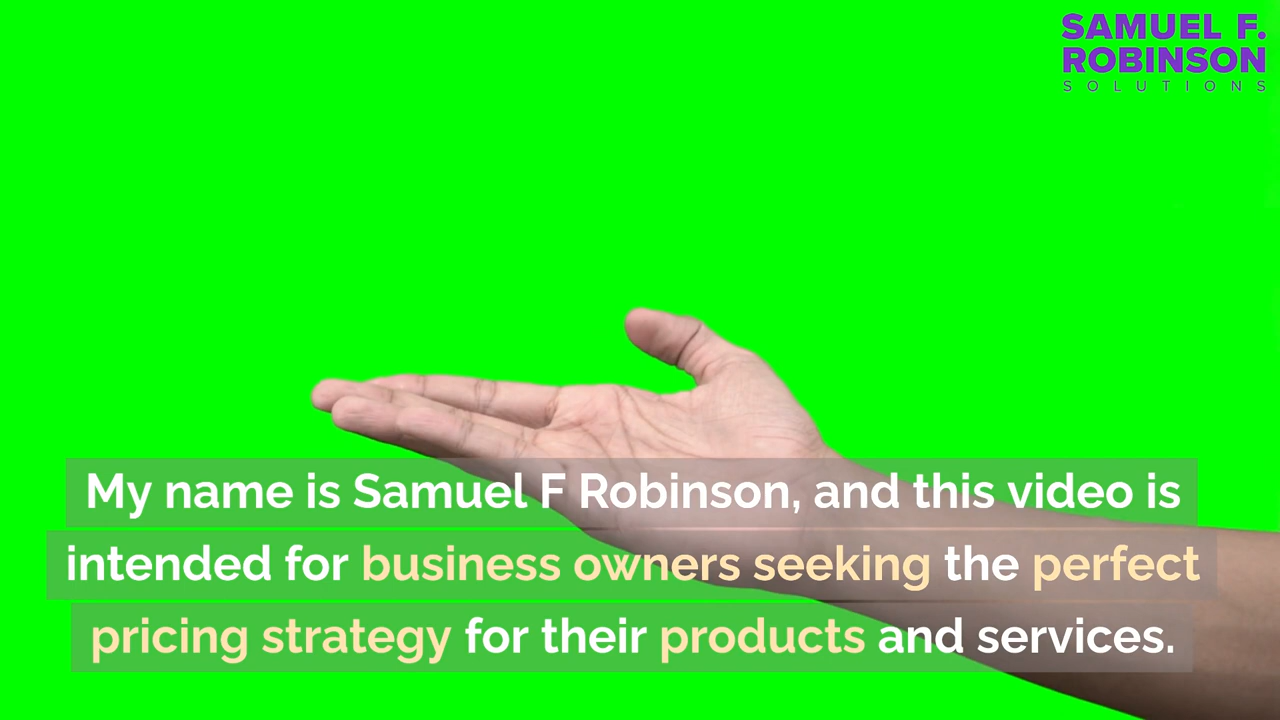 SAMUEL F.
ROBINSON
SOLUTIONS
My name is Samuel F Robinson, and this video is
intended for business owners seeking the perfect
pricing strategy for their products and services.